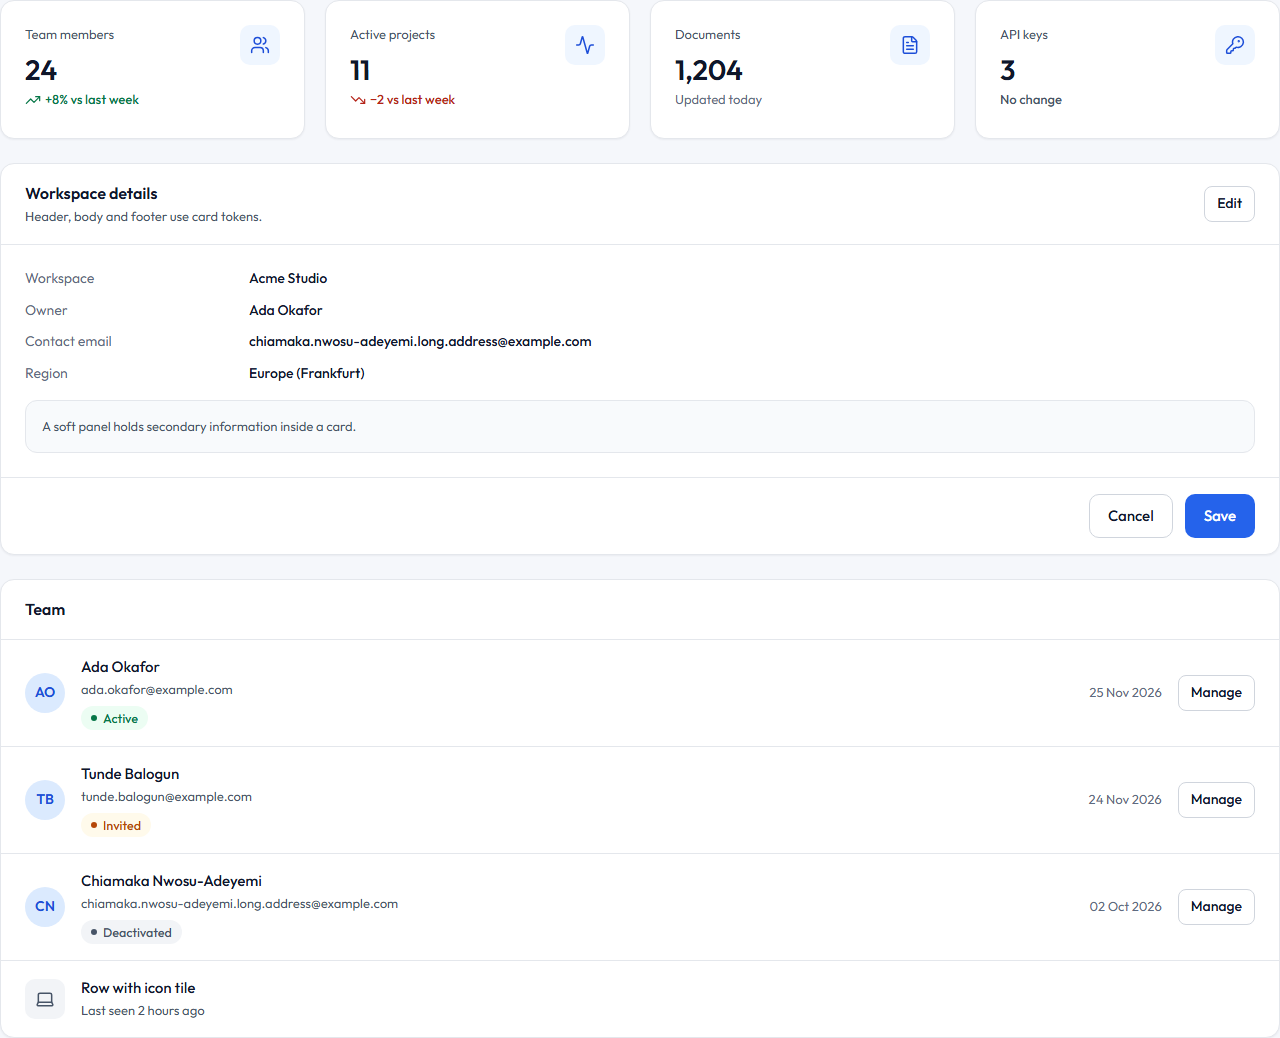 Team members
24
+8% vs last week
Active projects
11
−2 vs last week
Documents
1,204
Updated today
API keys
3
No change
Workspace details
Header, body and footer use card tokens.
Edit
Workspace Acme Studio
Owner Ada Okafor
Contact email chiamaka.nwosu-adeyemi.long.address@example.com
Region Europe (Frankfurt)
A soft panel holds secondary information inside a card.
Cancel Save
Team
AO
Ada Okafor
ada.okafor@example.com
Active
25 Nov 2026 Manage
TB
Tunde Balogun
tunde.balogun@example.com
Invited
24 Nov 2026 Manage
CN
Chiamaka Nwosu-Adeyemi
chiamaka.nwosu-adeyemi.long.address@example.com
Deactivated
02 Oct 2026 Manage
Row with icon tile
Last seen 2 hours ago